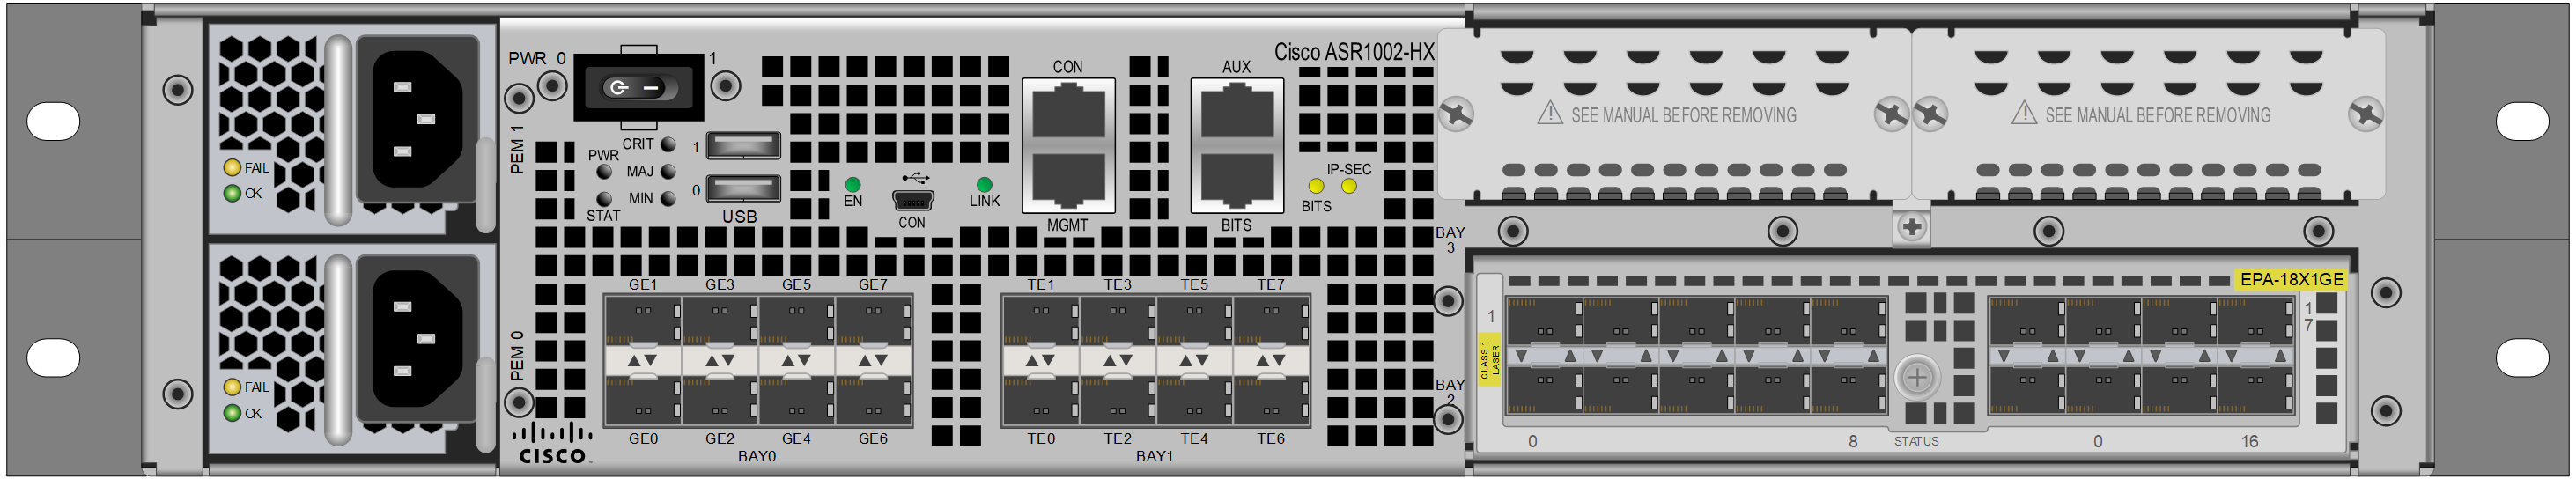 FAIL
OK
FAIL
OK
PEM 1
PEM 0
PWR 0 1
CRIT
PWR
MAJ
MIN
STAT
1
0
USB
EN
CON
LINK
CON
MGMT
AUX
BITS
Cisco ASR1002-HX
IP-SEC
BITS
GE1 GE3 GE5 GE7
GE0 GE2 GE4 GE6
BAY0
TE1 TE3 TE5 TE7
TE0 TE2 TE4 TE6
BAY1
CISCO
BAY
3
BAY
2
SEE MANUAL BEFORE REMOVING
SEE MANUAL BEFORE REMOVING
EPA-18X1GE
1
CLASS 1
LASER
1
7
0 8 STATUS 0 16